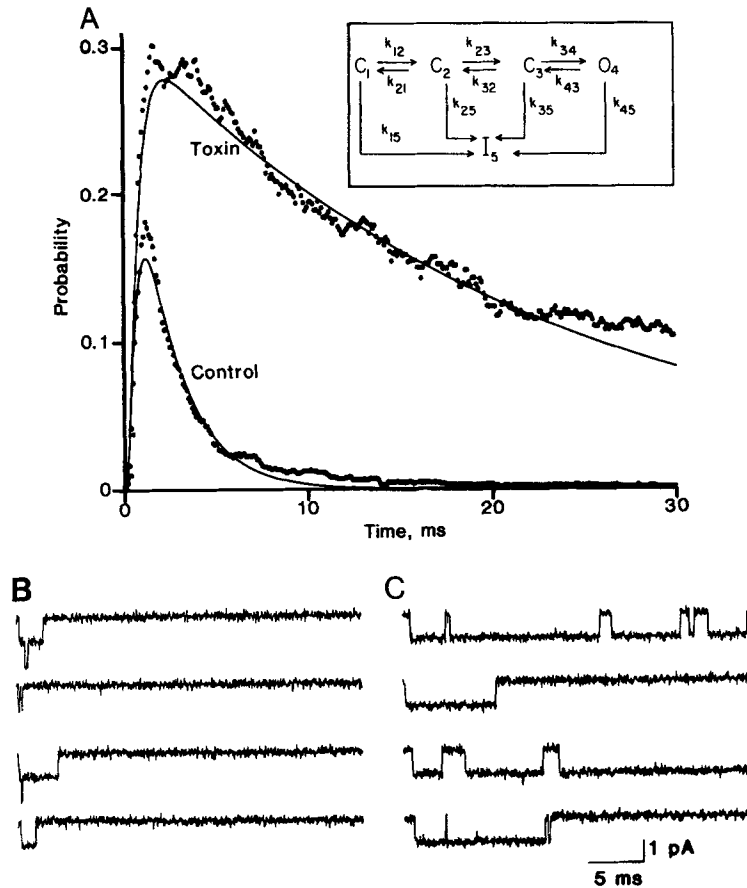 A
0.3
0.2
0.1
0
Probability
Toxin
Control
0
10
20
30
Time, ms
k12 k23 k34
C1 C2 C3 O4
k21 k32 k43
k25 k35 k45
k15
I5
B
C
1 pA
5 ms